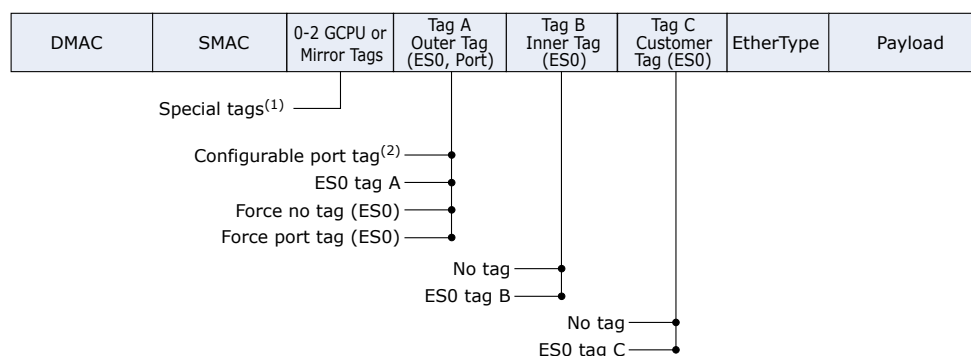 DMAC
SMAC
0-2 GCPU or
Mirror Tags
Tag A
Outer Tag
(ES0, Port)
Tag B
Inner Tag
(ES0)
Tag C
Customer
Tag (ES0)
EtherType
Payload
Special tags(1)
Configurable port tag(2)
ES0 tag A
Force no tag (ES0)
Force port tag (ES0)
No tag
ES0 tag B
No tag
ES0 tag C